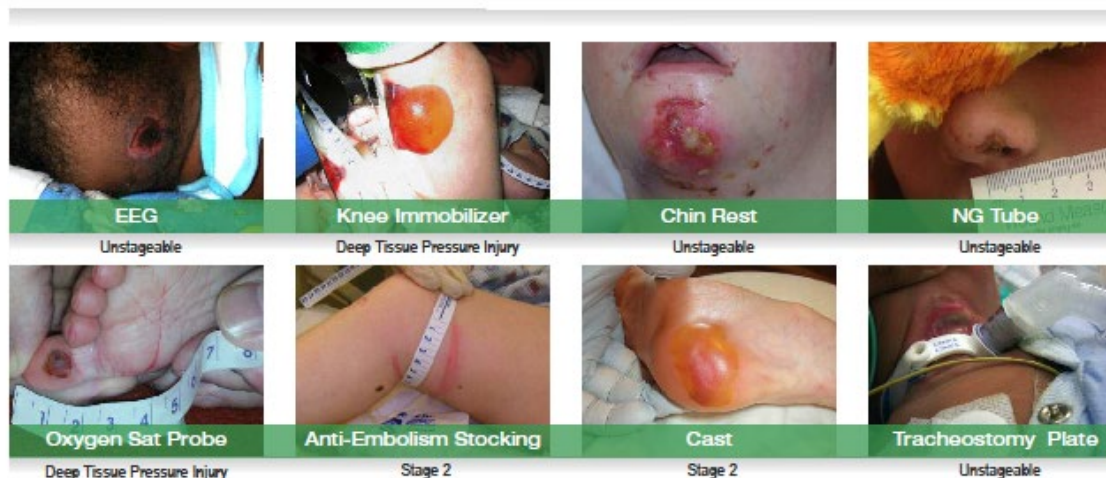 EEG
Unstageable
Knee Immobilizer
Deep Tissue Pressure Injury
Chin Rest
Unstageable
NG Tube
Unstageable
Oxygen Sat Probe
Deep Tissue Pressure Injury
Anti-Embolism Stocking
Stage 2
Cast
Stage 2
Tracheostomy Plate
Unstageable